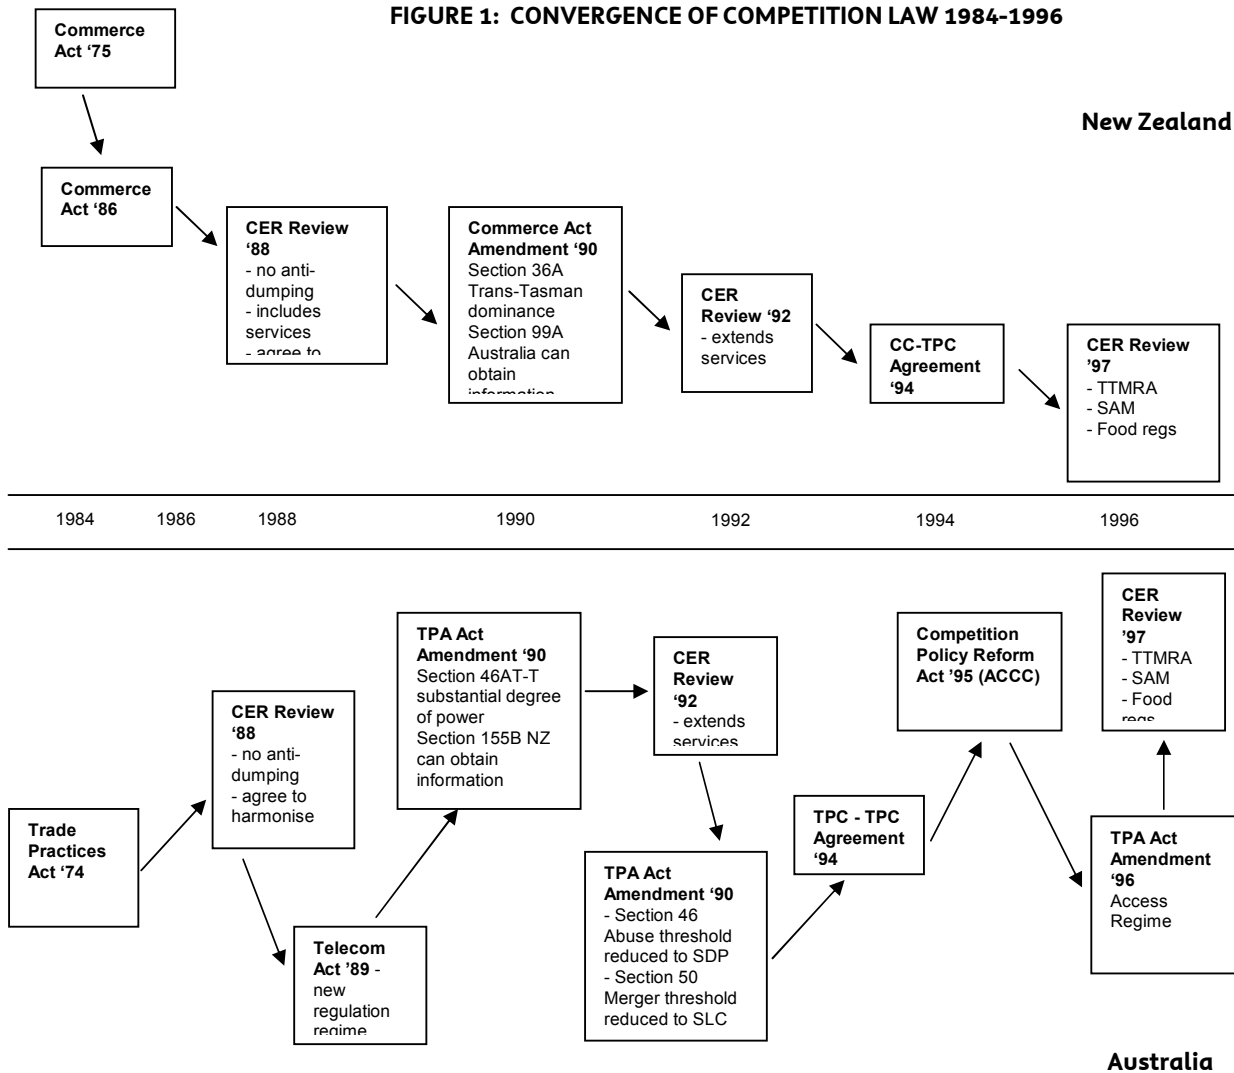 FIGURE 1: CONVERGENCE OF COMPETITION LAW 1984-1996
Commerce
Act ‘75
New Zealand
Commerce
Act ‘86
CER Review
‘88
- no anti-
dumping
- includes
services
- agree to
Commerce Act
Amendment ‘90
Section 36A
Trans-Tasman
dominance
Section 99A
Australia can
obtain
information
CER
Review ‘92
- extends
services
CC-TPC
Agreement
‘94
CER Review
’97
- TTMRA
- SAM
- Food regs
1984 1986 1988 1990 1992 1994 1996
Trade
Practices
Act ‘74
CER Review
‘88
- no anti-
dumping
- agree to
harmonise
Telecom
Act ’89 -
new
regulation
regime
TPA Act
Amendment ‘90
Section 46AT-T
substantial degree
of power
Section 155B NZ
can obtain
information
CER
Review
‘92
- extends
services
TPA Act
Amendment ‘90
- Section 46
Abuse threshold
reduced to SDP
- Section 50
Merger threshold
reduced to SLC
TPC - TPC
Agreement
‘94
Competition
Policy Reform
Act ’95 (ACCC)
TPA Act
Amendment
‘96
Access
Regime
CER
Review
’97
- TTMRA
- SAM
- Food
regs
Australia